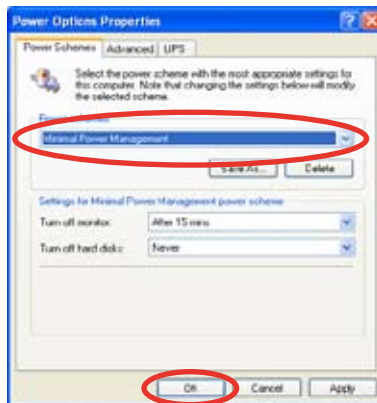 Power Options Properties
Power Schemes Advanced UPS
Select the power scheme with the most appropriate settings for
this computer. Note that changing the settings below will modify
the selected scheme.
Power schemes
Minimal Power Management
Save As... Delete
Settings for Minimal Power Management power scheme
Turn off monitor: After 15 mins
Turn off hard disks: Never
OK Cancel Apply